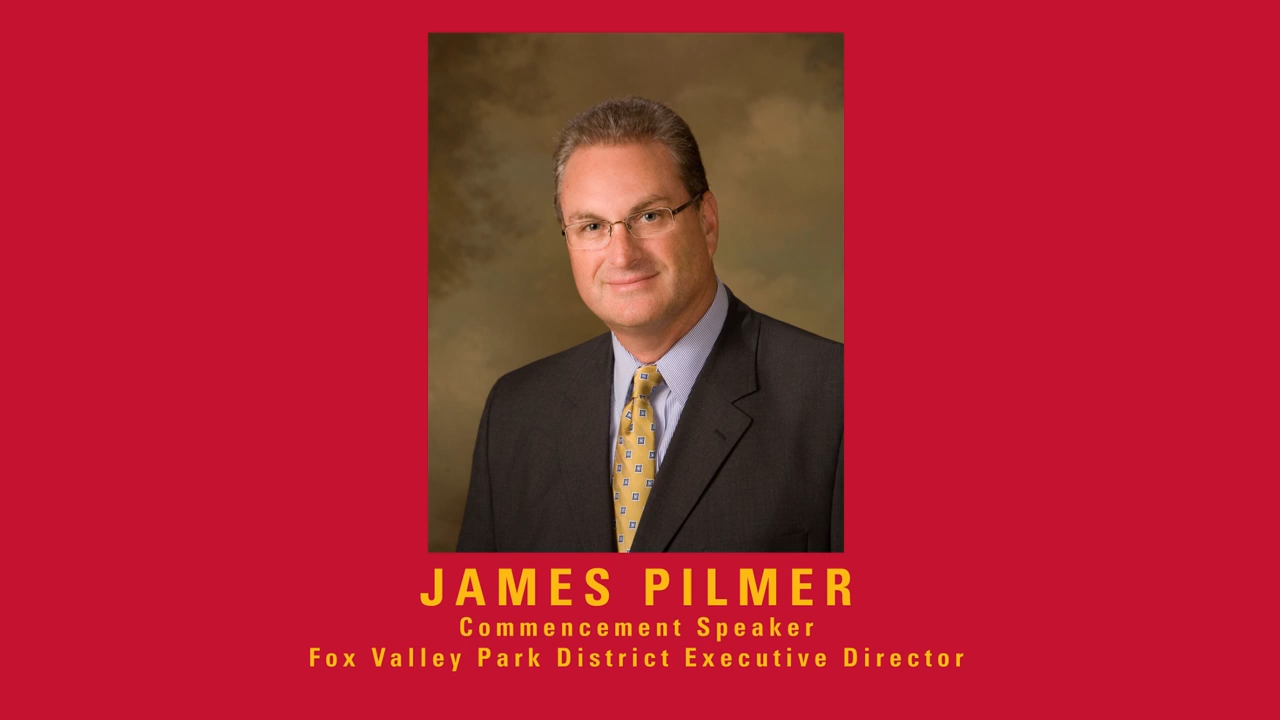 JAMES PILMER
Commencement Speaker
Fox Valley Park District Executive Director